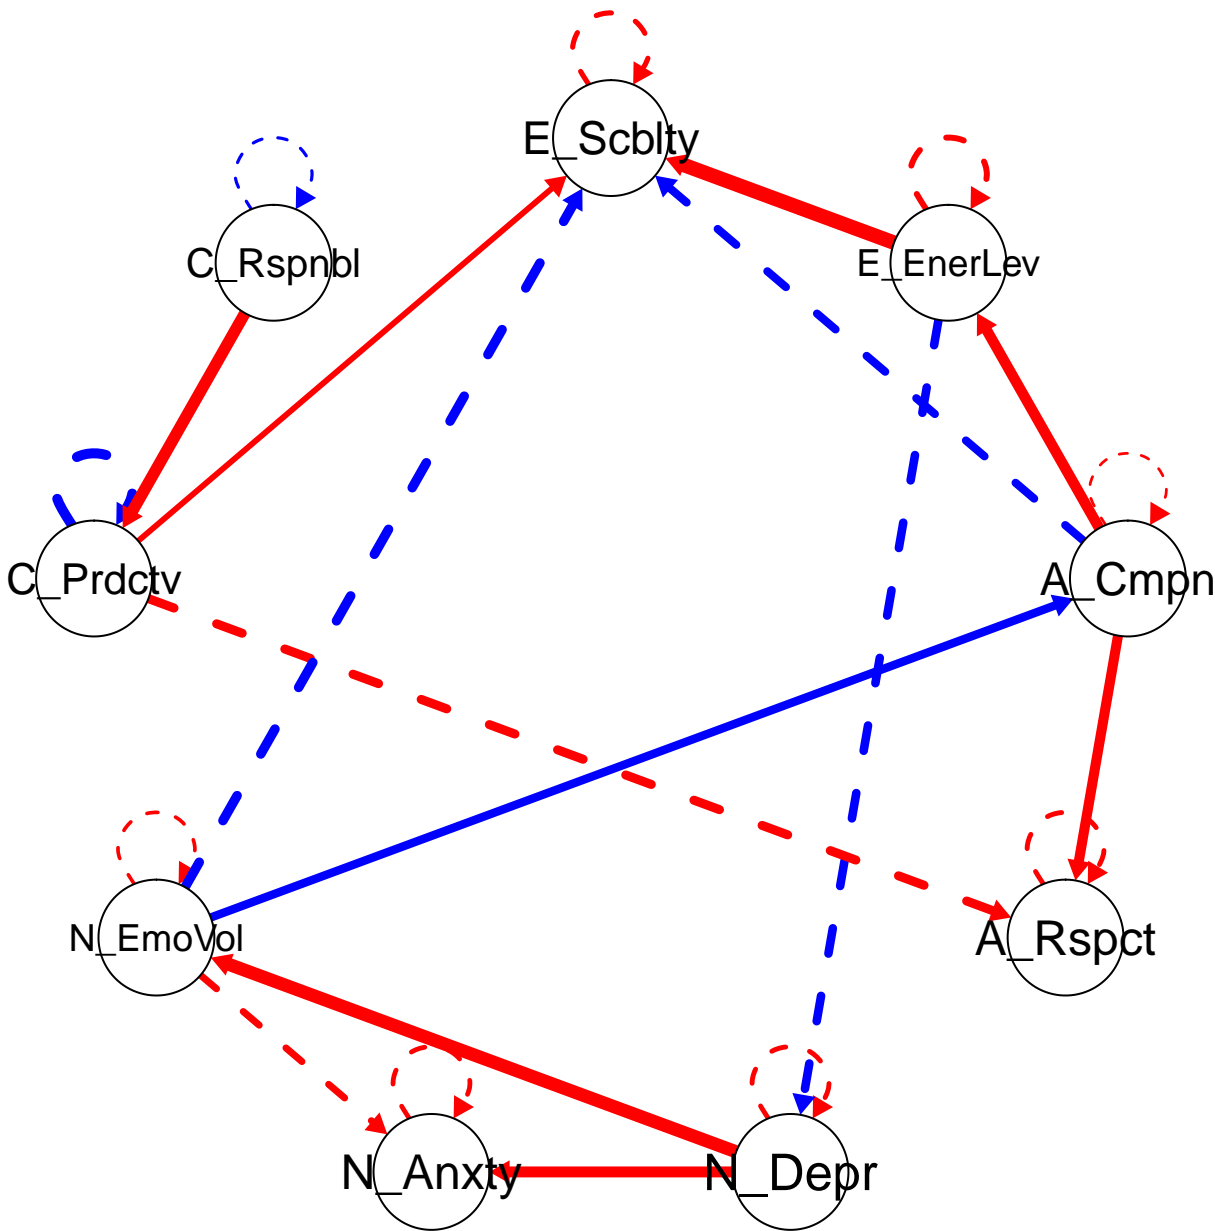 E_Scblty
C_Rspnbl
E_EnerLev
C_Prdctv
A_Cmpn
N_EmoVol
A_Rspct
N_Anxty
N_Depr